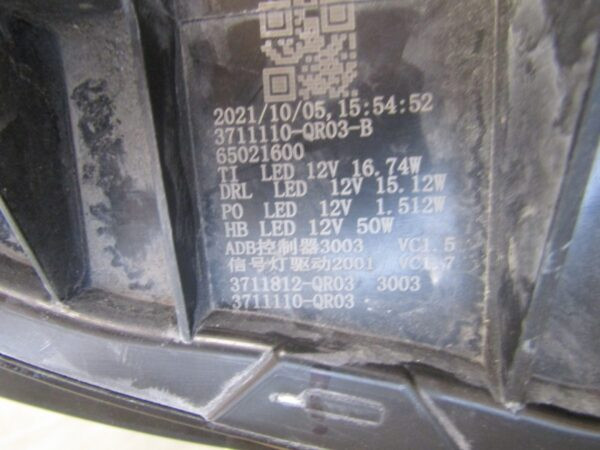 2021/10/05,15:54:52
3711110-QR03-B
65021600
TI LED 12V 16.74W
DRL LED 12V 15.12W
PO LED 12V 1.512W
HB LED 12V 50W
ADB控制器3003 VC1.5
信号灯驱动2001 VC1.7
3711812-QR03 3003
3711110-QR03